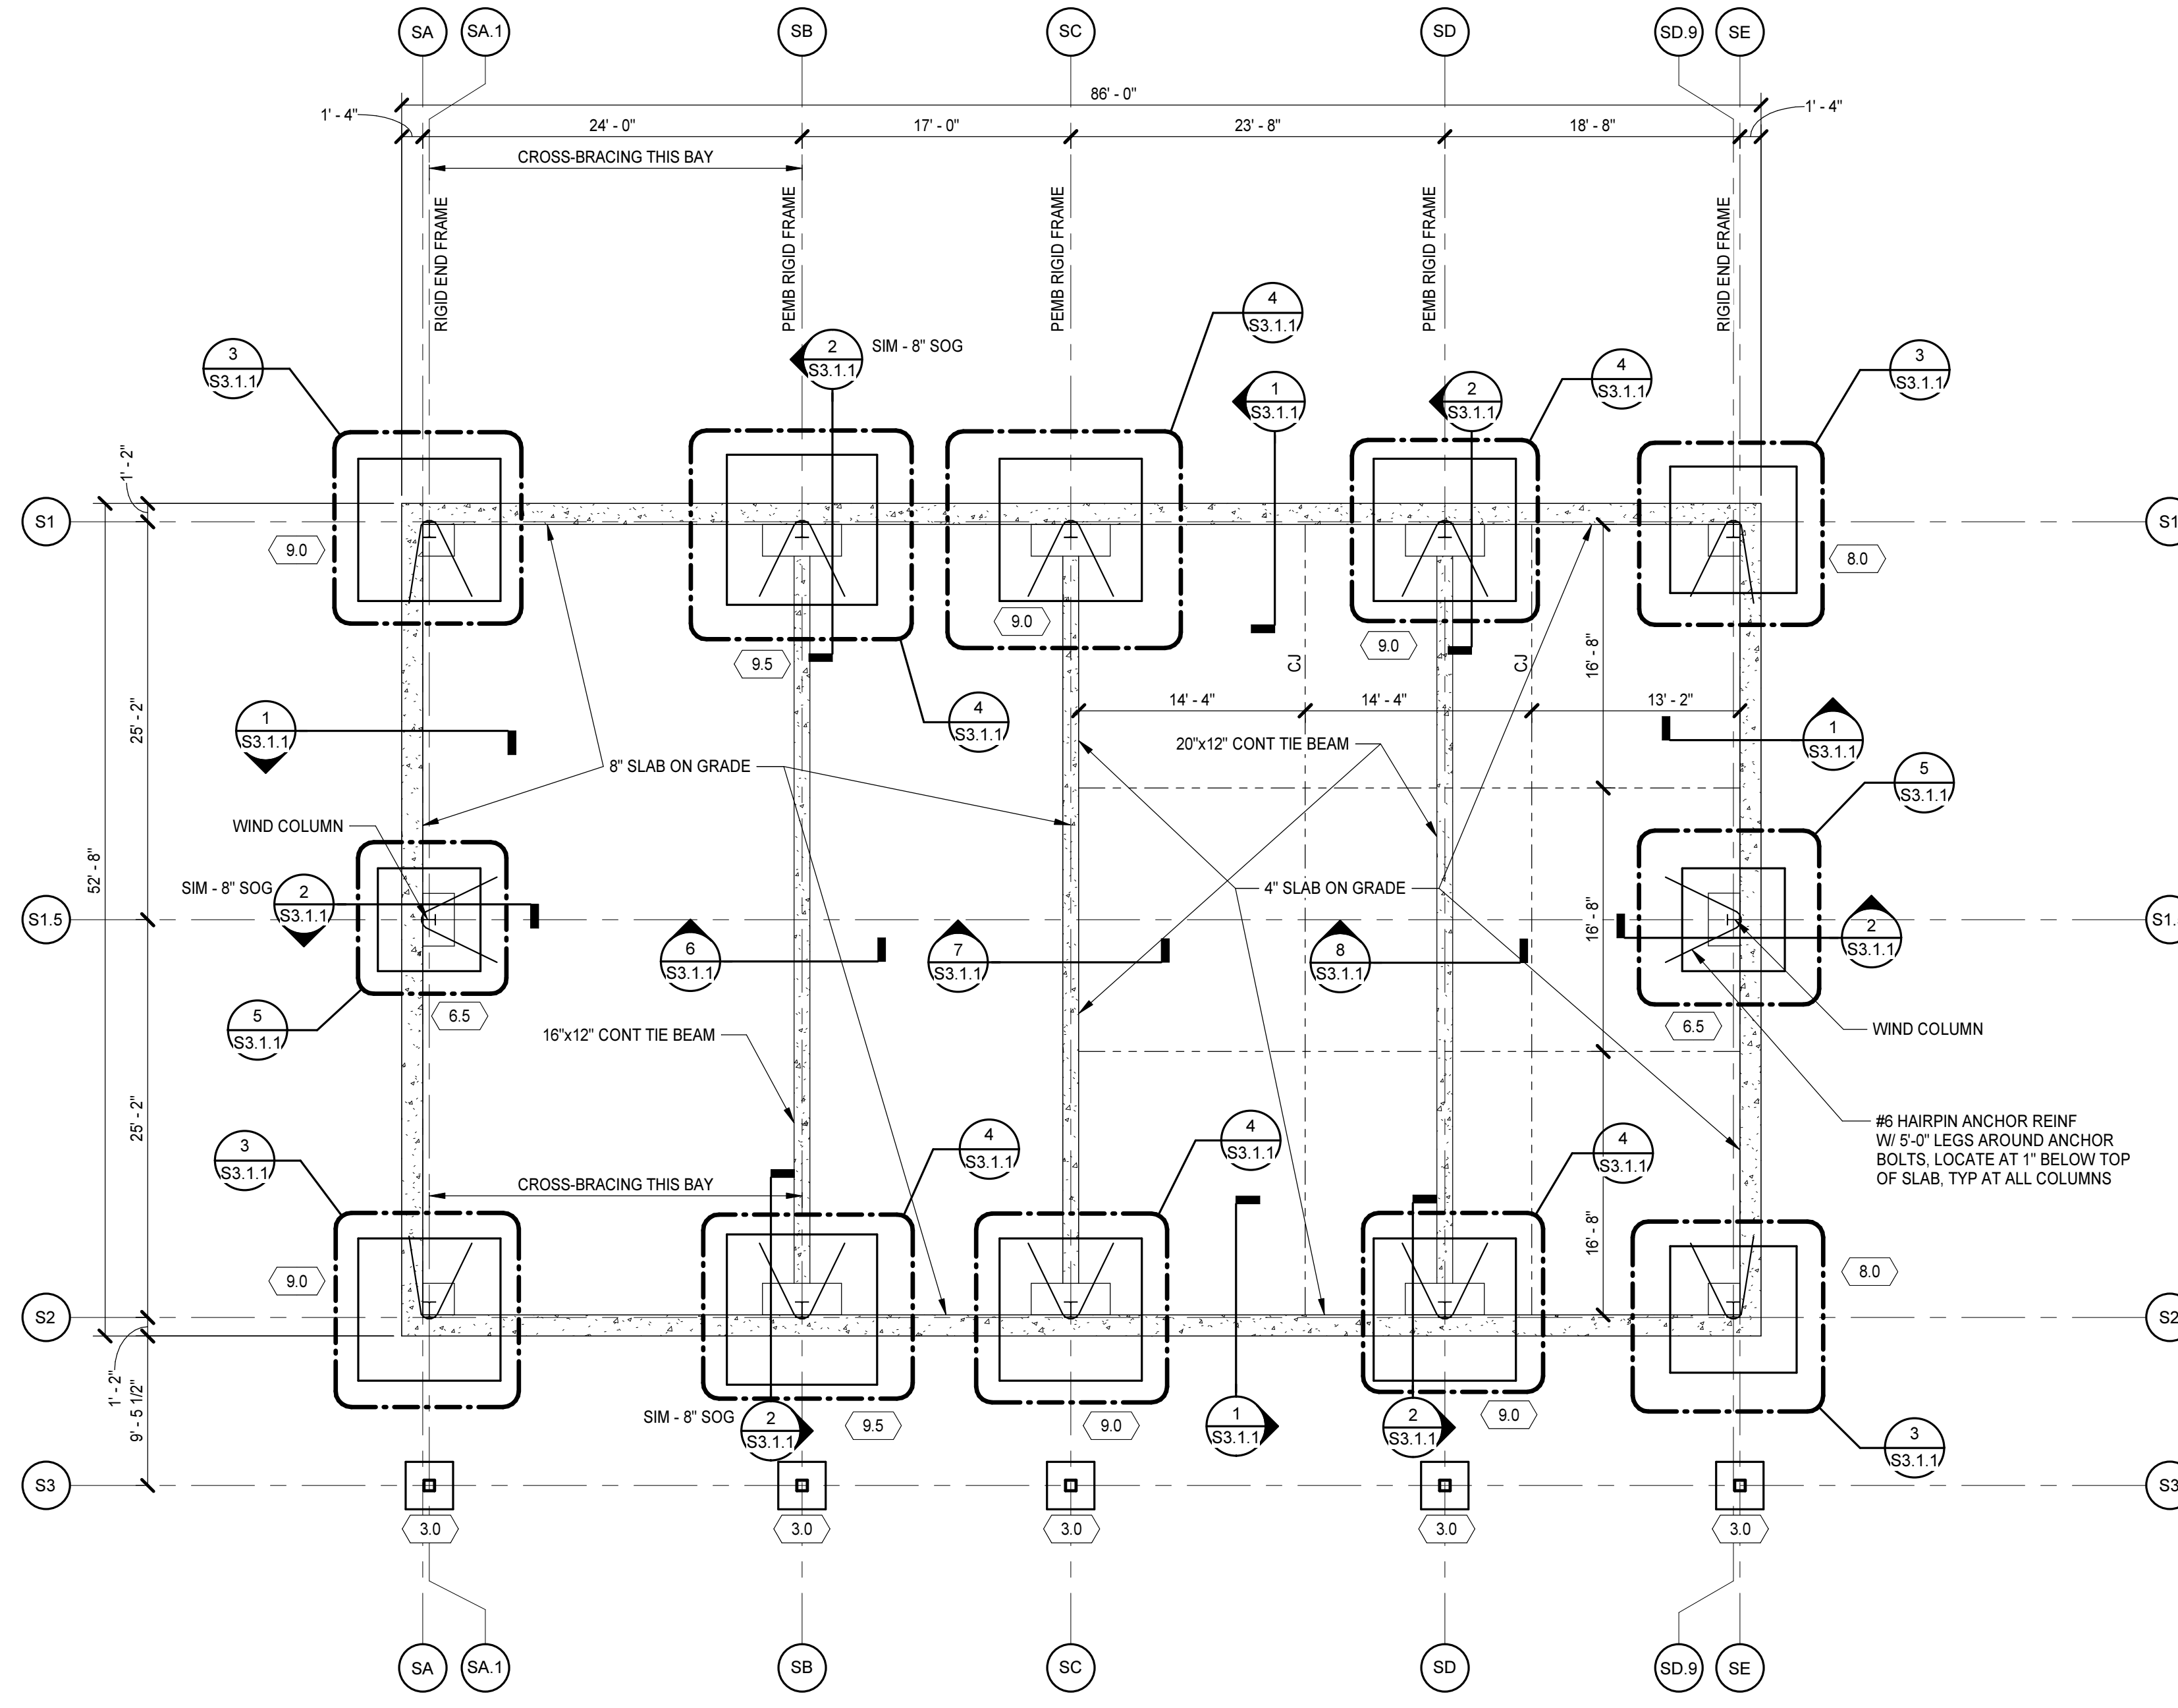 SA
SA.1
SB
SC
SD
SD.9
SE
86' - 0"
1' - 4"
24' - 0"
17' - 0"
23' - 8"
18' - 8"
1' - 4"
CROSS-BRACING THIS BAY
RIGID END FRAME
PEMB RIGID FRAME
PEMB RIGID FRAME
PEMB RIGID FRAME
RIGID END FRAME
3
S3.1.1
2
S3.1.1
SIM - 8" SOG
4
S3.1.1
1
S3.1.1
2
S3.1.1
4
S3.1.1
3
S3.1.1
1' - 2"
S1
S1
9.0
9.5
9.0
9.0
8.0
CJ
CJ
16' - 8"
25' - 2"
1
S3.1.1
4
S3.1.1
14' - 4"
14' - 4"
13' - 2"
1
S3.1.1
20"x12" CONT TIE BEAM
8" SLAB ON GRADE
5
S3.1.1
WIND COLUMN
52' - 8"
SIM - 8" SOG
2
S3.1.1
4" SLAB ON GRADE
16' - 8"
S1.5
S1.
6
S3.1.1
7
S3.1.1
8
S3.1.1
2
S3.1.1
5
S3.1.1
6.5
6.5
16"x12" CONT TIE BEAM
WIND COLUMN
25' - 2"
#6 HAIRPIN ANCHOR REINF
W/ 5'-0" LEGS AROUND ANCHOR
BOLTS, LOCATE AT 1" BELOW TOP
OF SLAB, TYP AT ALL COLUMNS
3
S3.1.1
CROSS-BRACING THIS BAY
4
S3.1.1
4
S3.1.1
4
S3.1.1
16' - 8"
9.0
8.0
S2
S2
1' - 2"
9' - 5 1/2"
SIM - 8" SOG
2
S3.1.1
9.5
9.0
1
S3.1.1
2
S3.1.1
9.0
3
S3.1.1
S3
S3
3.0
3.0
3.0
3.0
3.0
SA
SA.1
SB
SC
SD
SD.9
SE